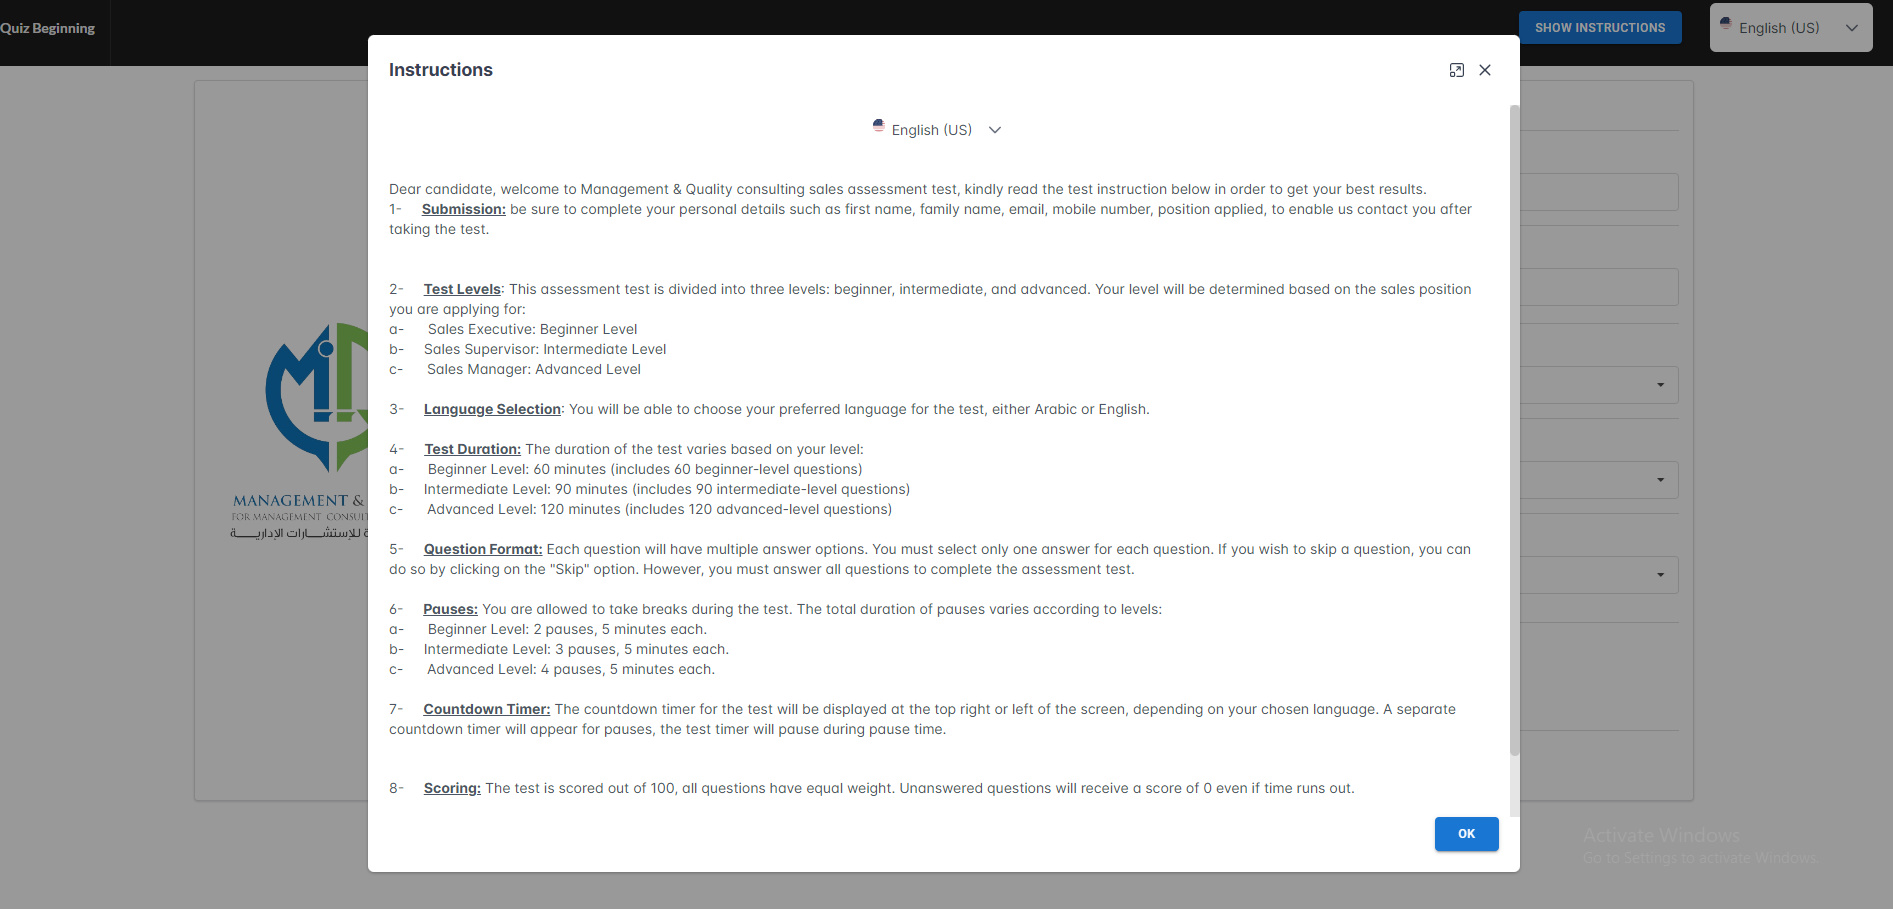 Quiz Beginning
SHOW INSTRUCTIONS
English (US)
Instructions
English (US)
Dear candidate, welcome to Management & Quality consulting sales assessment test, kindly read the test instruction below in order to get your best results.
1- Submission: be sure to complete your personal details such as first name, family name, email, mobile number, position applied, to enable us contact you after
taking the test.
2- Test Levels: This assessment test is divided into three levels: beginner, intermediate, and advanced. Your level will be determined based on the sales position
you are applying for:
a- Sales Executive: Beginner Level
b- Sales Supervisor: Intermediate Level
c- Sales Manager: Advanced Level
3- Language Selection: You will be able to choose your preferred language for the test, either Arabic or English.
4- Test Duration: The duration of the test varies based on your level:
a- Beginner Level: 60 minutes (includes 60 beginner-level questions)
b- Intermediate Level: 90 minutes (includes 90 intermediate-level questions)
c- Advanced Level: 120 minutes (includes 120 advanced-level questions)
5- Question Format: Each question will have multiple answer options. You must select only one answer for each question. If you wish to skip a question, you can
do so by clicking on the "Skip" option. However, you must answer all questions to complete the assessment test.
6- Pauses: You are allowed to take breaks during the test. The total duration of pauses varies according to levels:
a- Beginner Level: 2 pauses, 5 minutes each.
b- Intermediate Level: 3 pauses, 5 minutes each.
c- Advanced Level: 4 pauses, 5 minutes each.
7- Countdown Timer: The countdown timer for the test will be displayed at the top right or left of the screen, depending on your chosen language. A separate
countdown timer will appear for pauses, the test timer will pause during pause time.
8- Scoring: The test is scored out of 100, all questions have equal weight. Unanswered questions will receive a score of 0 even if time runs out.
OK
MANAGEMENT &
FOR MANAGEMENT
للإستشارات الإدارية
Activate Windows
Go to Settings to activate Windows.